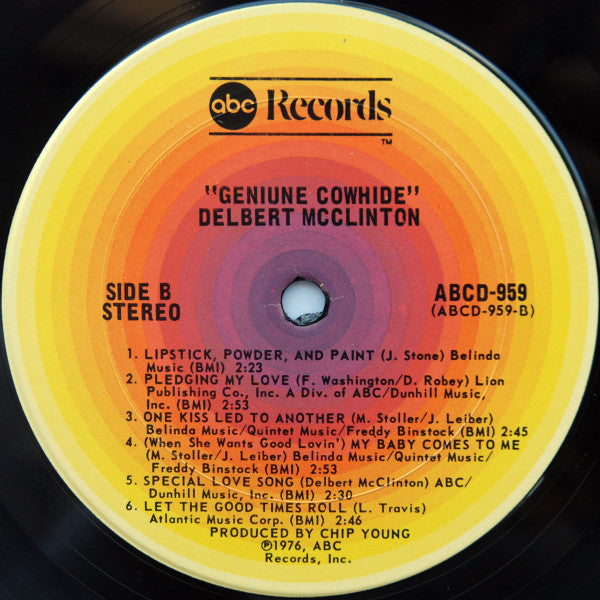 abc Records
TM
"GENIUNE COWHIDE"
DELBERT MCCLINTON
SIDE B
STEREO
ABCD-959
(ABCD-959-B)
1. LIPSTICK, POWDER, AND PAINT (J. Stone) Belinda
Music (BMI) 2:23
2. PLEDGING MY LOVE (F. Washington/D. Robey) Lion
Publishing Co., Inc. A Div. of ABC/Dunhill Music,
Inc. (BMI) 2:53
3. ONE KISS LED TO ANOTHER (M. Stoller/J. Leiber)
Belinda Music/Quintet Music/Freddy Binstock (BMI) 2:45
4. (When She Wants Good Lovin') MY BABY COMES TO ME
(M. Stoller/J. Leiber) Belinda Music/Quintet Music/
Freddy Binstock (BMI) 2:53
5. SPECIAL LOVE SONG (Delbert McClinton) ABC/
Dunhill Music, Inc. (BMI) 2:30
6. LET THE GOOD TIMES ROLL (L. Travis)
Atlantic Music Corp. (BMI) 2:46
PRODUCED BY CHIP YOUNG
℗1976, ABC
Records, Inc.